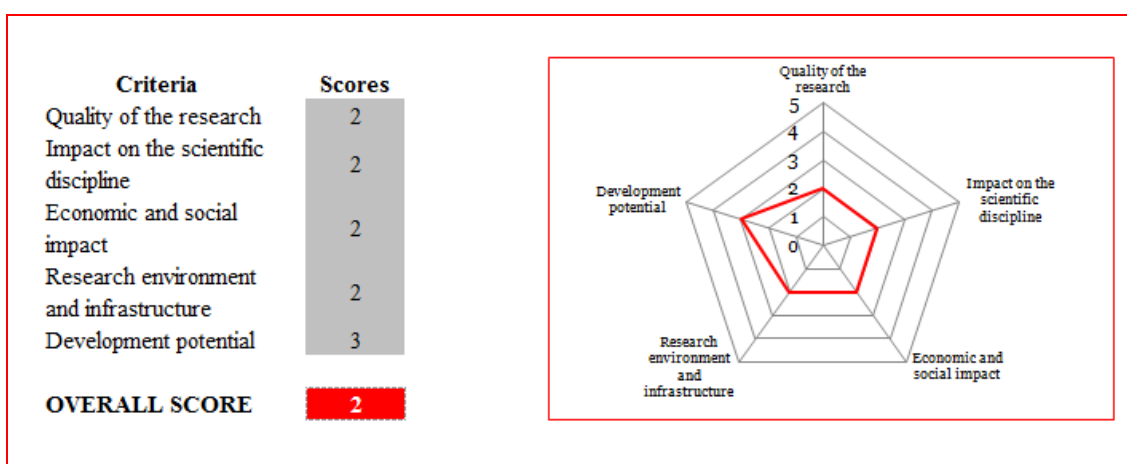 Criteria Scores
Quality of the research 2
Impact on the scientific
discipline 2
Economic and social
impact 2
Research environment
and infrastructure 2
Development potential 3
OVERALL SCORE 2
Quality of the
research
5
4
3
2
1
0
Impact on the
scientific
discipline
Economic and
social impact
Research
environment
and
infrastructure
Development
potential